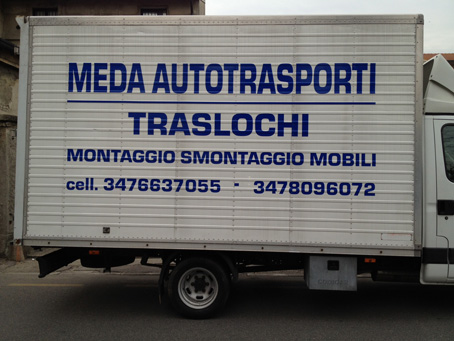 MEDA AUTOTRASPORTI
TRASLOCHI
MONTAGGIO SMONTAGGIO MOBILI
cell. 3476637055 - 3478096072